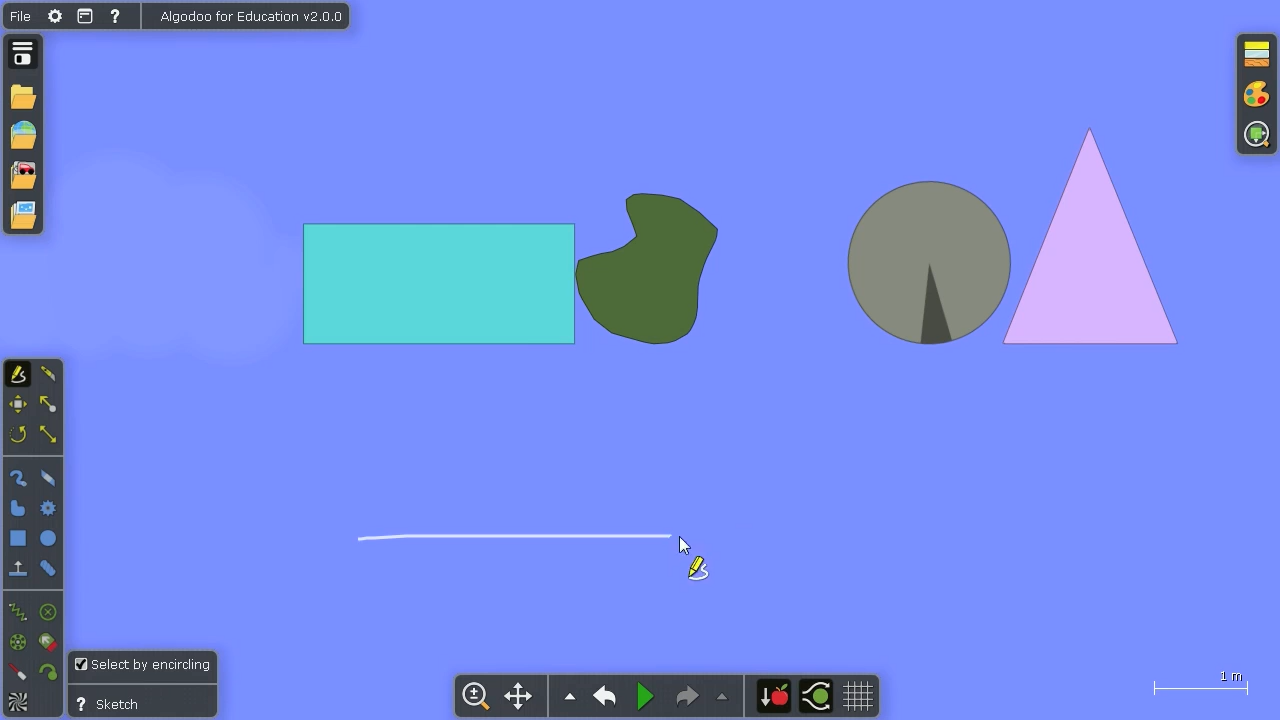 File ? Algodoo for Education v2.0.0
Select by encircling
? Sketch
1 m